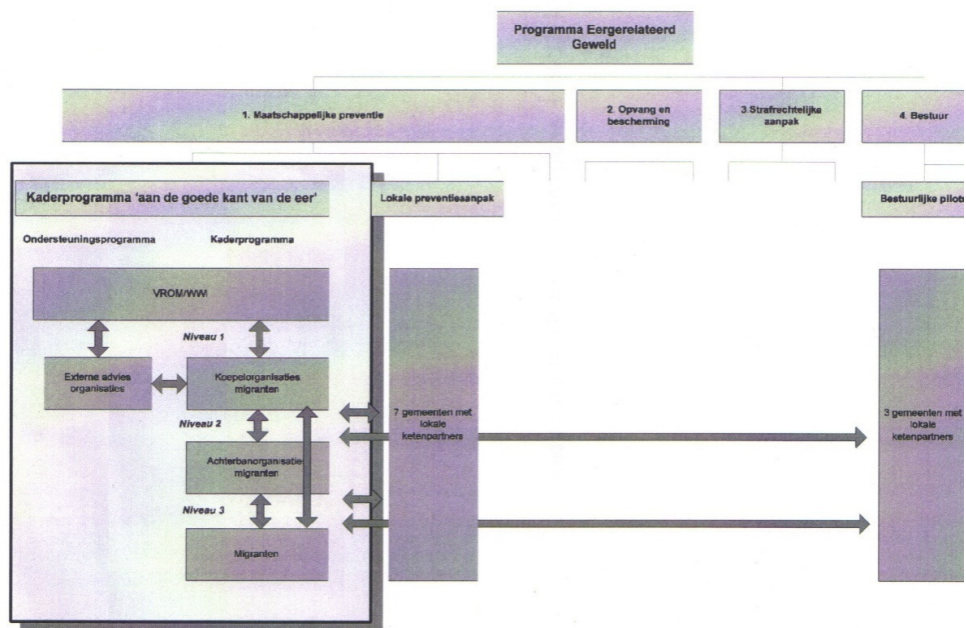 Programma Eergerelateerd
Geweld
1. Maatschappelijke preventie
2. Opvang en
bescherming
3 Strafrechtelijke
aanpak
4. Bestuur
Kaderprogramma 'aan de goede kant van de eer'
Lokale preventieaanpak
Bestuurlijke pilots
Ondersteuningsprogramma
Kaderprogramma
VROM/WWI
Niveau 1
Externe advies
organisaties
Koepelorganisaties
migranten
Niveau 2
7 gemeenten met
lokale
ketenpartners
3 gemeenten met
lokale
ketenpartners
Achterbanorganisaties
migranten
Niveau 3
Migranten